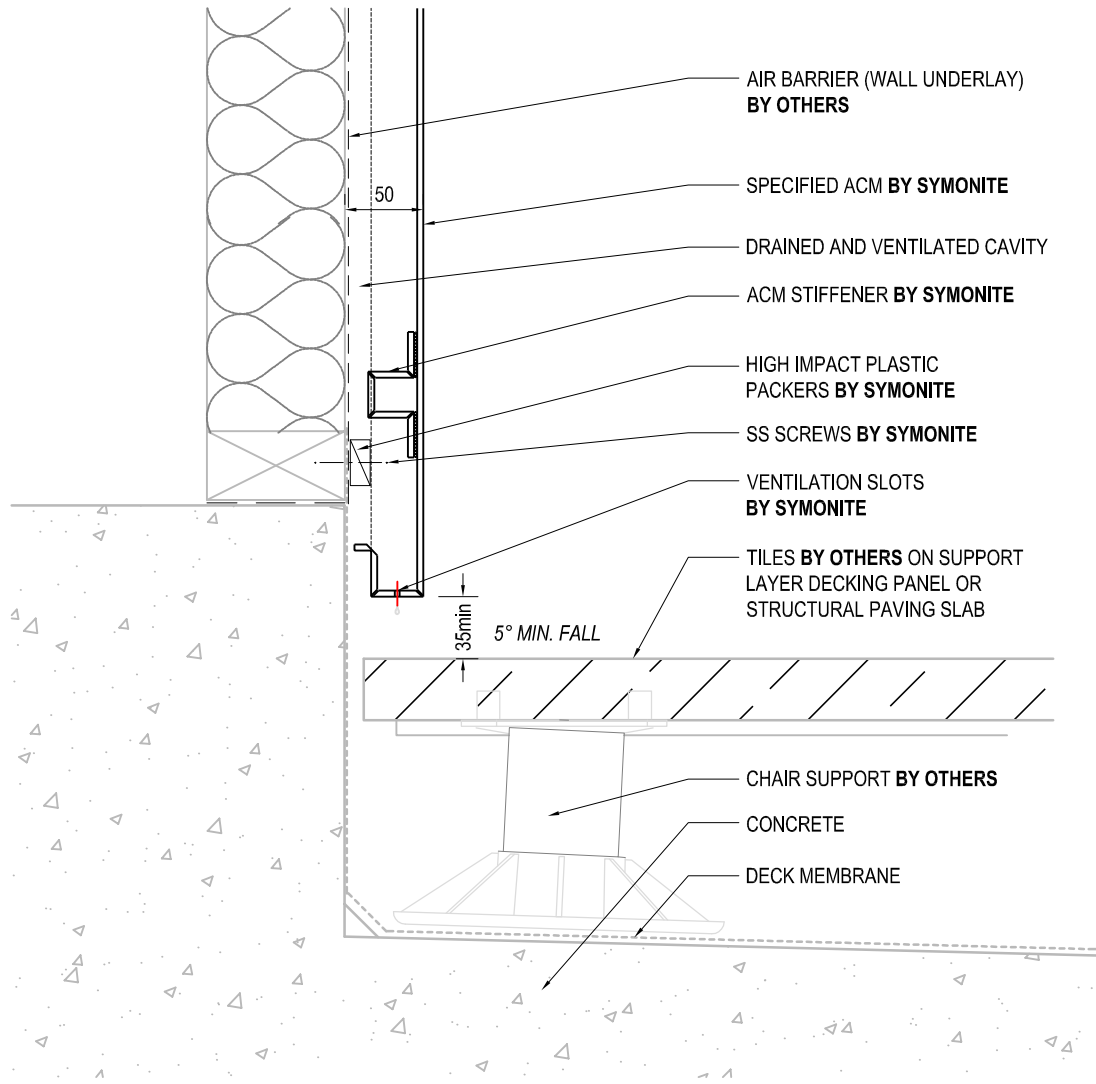 AIR BARRIER (WALL UNDERLAY)
BY OTHERS
50
SPECIFIED ACM BY SYMONITE
DRAINED AND VENTILATED CAVITY
ACM STIFFENER BY SYMONITE
HIGH IMPACT PLASTIC
PACKERS BY SYMONITE
SS SCREWS BY SYMONITE
VENTILATION SLOTS
BY SYMONITE
TILES BY OTHERS ON SUPPORT
LAYER DECKING PANEL OR
STRUCTURAL PAVING SLAB
35min
5° MIN. FALL
CHAIR SUPPORT BY OTHERS
CONCRETE
DECK MEMBRANE